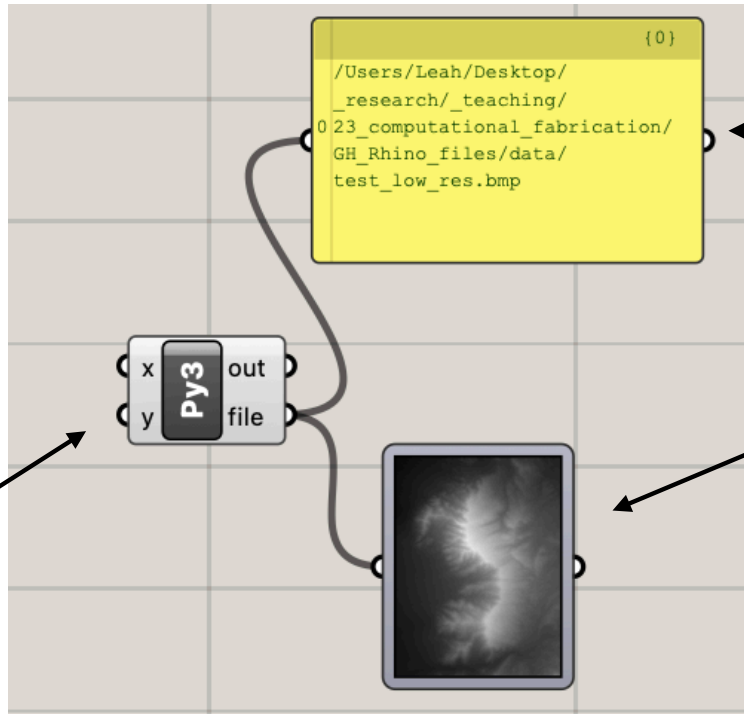 {0}
/Users/Leah/Desktop/
_research/_teaching/
0 23_computational_fabrication/
GH_Rhino_files/data/
test_low_res.bmp
x Py3 out
y file